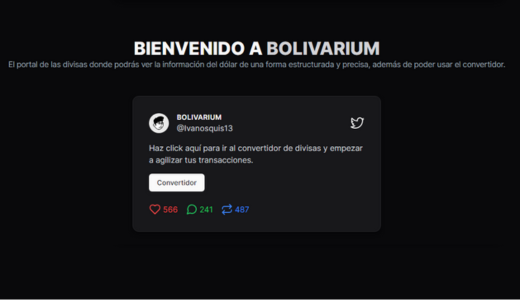 BIENVENIDO A BOLIVARIUM
El portal de las divisas donde podrás ver la información del dólar de una forma estructurada y precisa, además de poder usar el convertidor.
BOLIVARIUM
@Ivanosquis13
Haz click aquí para ir al convertidor de divisas y empezar
a agilizar tus transacciones.
Convertidor
566 241 487